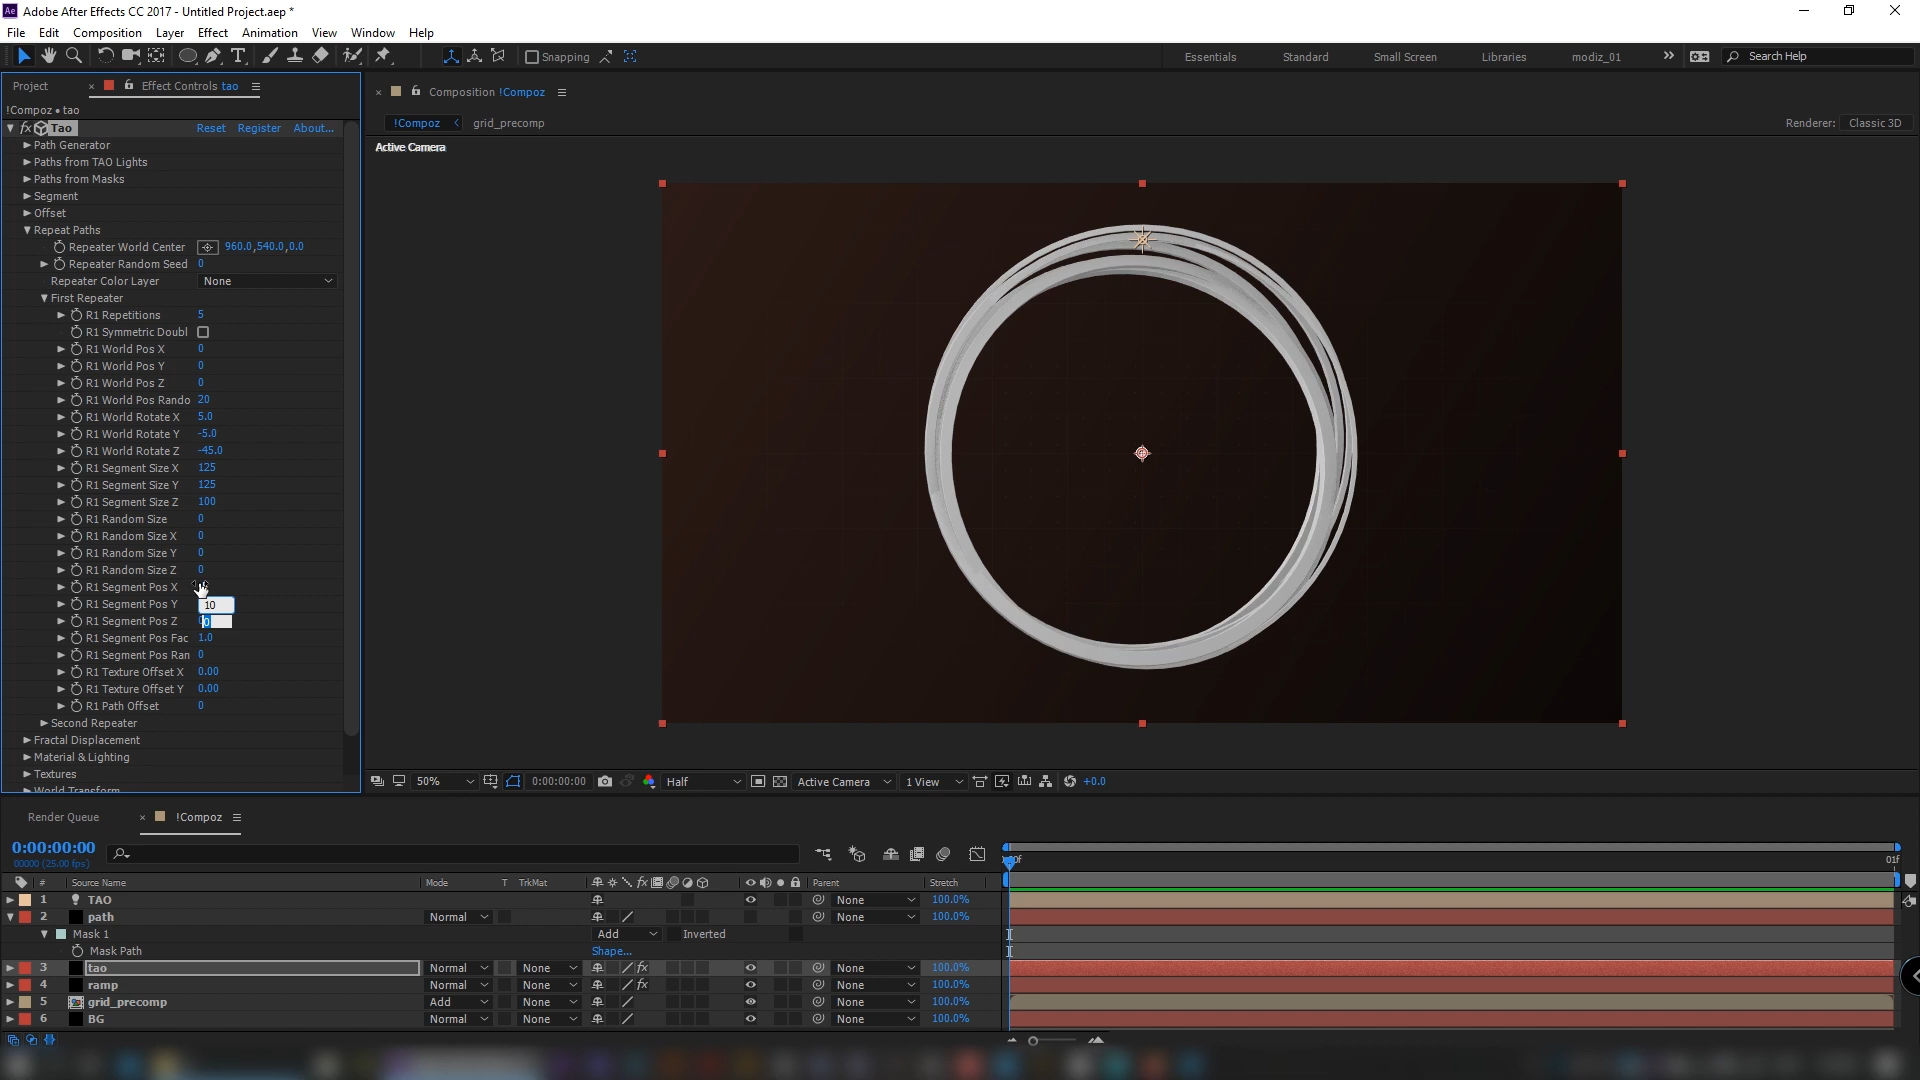 Adobe After Effects CC 2017 - Untitled Project.aep *
File Edit Composition Layer Effect Animation View Window Help
Snapping Essentials Standard Small Screen Libraries modiz_01 Search Help
Project Effect Controls tao
!Compoz • tao
Tao Reset Register About...
Path Generator
Paths from TAO Lights
Paths from Masks
Segment
Offset
Repeat Paths
Repeater World Center 960.0,540.0,0.0
Repeater Random Seed 0
Repeater Color Layer None
First Repeater
R1 Repetitions 5
R1 Symmetric Doubl
R1 World Pos X 0
R1 World Pos Y 0
R1 World Pos Z 0
R1 World Pos Rando 20
R1 World Rotate X 5.0
R1 World Rotate Y -5.0
R1 World Rotate Z -45.0
R1 Segment Size X 125
R1 Segment Size Y 125
R1 Segment Size Z 100
R1 Random Size 0
R1 Random Size X 0
R1 Random Size Y 0
R1 Random Size Z 0
R1 Segment Pos X
R1 Segment Pos Y 10
R1 Segment Pos Z 0
R1 Segment Pos Fac 1.0
R1 Segment Pos Ran 0
R1 Texture Offset X 0.00
R1 Texture Offset Y 0.00
R1 Path Offset 0
Second Repeater
Fractal Displacement
Material & Lighting
Textures
World Transform
Composition !Compoz
!Compoz grid_precomp Renderer: Classic 3D
Active Camera
50% 0:00:00:00 Half Active Camera 1 View +0.0
Render Queue !Compoz
0:00:00:00
00000 (25.00 fps)
01f
# Source Name Mode T TrkMat Parent Stretch
1 TAO None 100.0%
2 path Normal None 100.0%
Mask 1 Add Inverted
Mask Path Shape...
3 tao Normal None None 100.0%
4 ramp Normal None None 100.0%
5 grid_precomp Add None None 100.0%
6 BG Normal None None 100.0%